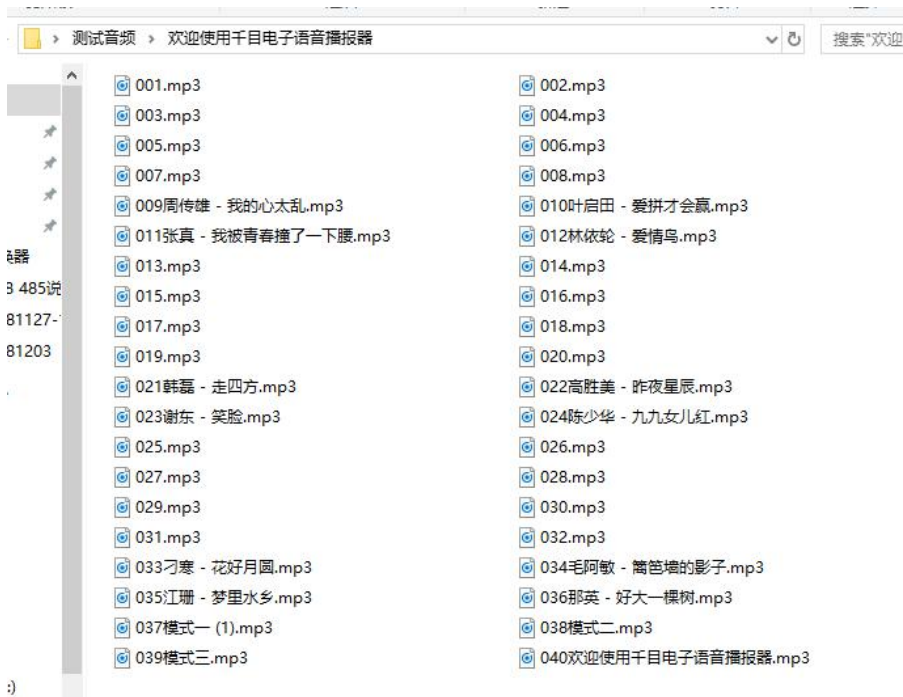 测试音频 › 欢迎使用千目电子语音播报器
搜索"欢迎
001.mp3 002.mp3
003.mp3 004.mp3
005.mp3 006.mp3
007.mp3 008.mp3
009周传雄 - 我的心太乱.mp3 010叶启田 - 爱拼才会赢.mp3
011张真 - 我被青春撞了一下腰.mp3 012林依轮 - 爱情鸟.mp3
013.mp3 014.mp3
015.mp3 016.mp3
017.mp3 018.mp3
019.mp3 020.mp3
021韩磊 - 走四方.mp3 022高胜美 - 昨夜星辰.mp3
023谢东 - 笑脸.mp3 024陈少华 - 九九女儿红.mp3
025.mp3 026.mp3
027.mp3 028.mp3
029.mp3 030.mp3
031.mp3 032.mp3
033刁寒 - 花好月圆.mp3 034毛阿敏 - 篱笆墙的影子.mp3
035江珊 - 梦里水乡.mp3 036那英 - 好大一棵树.mp3
037模式一 (1).mp3 038模式二.mp3
039模式三.mp3 040欢迎使用千目电子语音播报器.mp3
换器
8 485说
81127-
81203
:)